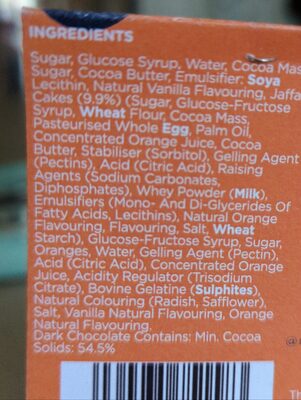 INGREDIENTS
Sugar, Glucose Syrup, Water, Cocoa Mass
Sugar, Cocoa Butter, Emulsifier: Soya
Lecithin, Natural Vanilla Flavouring, Jaffa
Cakes (9.9%) (Sugar, Glucose-Fructose
Syrup, Wheat Flour, Cocoa Mass,
Pasteurised Whole Egg, Palm Oil,
Concentrated Orange Juice, Cocoa
Butter, Stabiliser (Sorbitol), Gelling Agent
(Pectins), Acid (Citric Acid), Raising
Agents (Sodium Carbonates,
Diphosphates), Whey Powder (Milk),
Emulsifiers (Mono- And Di-Glycerides Of
Fatty Acids, Lecithins), Natural Orange
Flavouring, Flavouring, Salt, Wheat
Starch), Glucose-Fructose Syrup, Sugar,
Oranges, Water, Gelling Agent (Pectin),
Acid (Citric Acid), Concentrated Orange
Juice, Acidity Regulator (Trisodium
Citrate), Bovine Gelatine (Sulphites),
Natural Colouring (Radish, Safflower),
Salt, Vanilla Natural Flavouring, Orange
Natural Flavouring.
Dark Chocolate Contains: Min. Cocoa
Solids: 54.5%